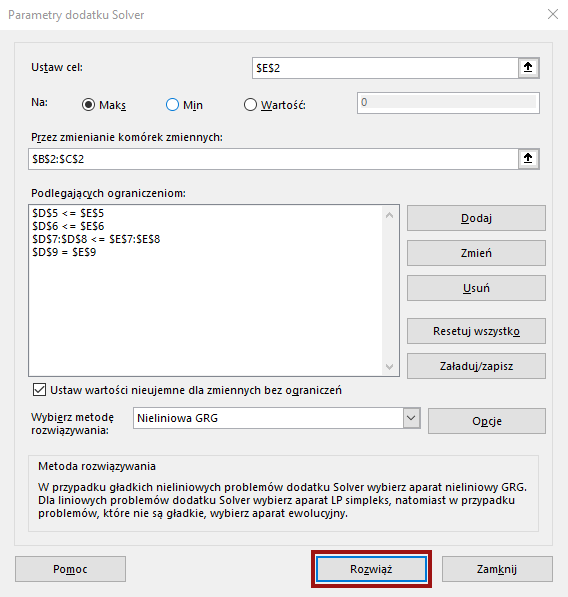 Parametry dodatku Solver
Ustaw cel:
$E$2
Na:
Maks
Min
Wartość:
0
Przez zmienianie komórek zmiennych:
$B$2:$C$2
Podlegających ograniczeniom:
$D$5 <= $E$5
$D$6 <= $E$6
$D$7:$D$8 <= $E$7:$E$8
$D$9 = $E$9
Dodaj
Zmień
Usuń
Resetuj wszystko
Załaduj/zapisz
Ustaw wartości nieujemne dla zmiennych bez ograniczeń
Wybierz metodę
rozwiązywania:
Nieliniowa GRG
Opcje
Metoda rozwiązywania
W przypadku gładkich nieliniowych problemów dodatku Solver wybierz aparat nieliniowy GRG.
Dla liniowych problemów dodatku Solver wybierz aparat LP simpleks, natomiast w przypadku
problemów, które nie są gładkie, wybierz aparat ewolucyjny.
Pomoc
Rozwiąż
Zamknij